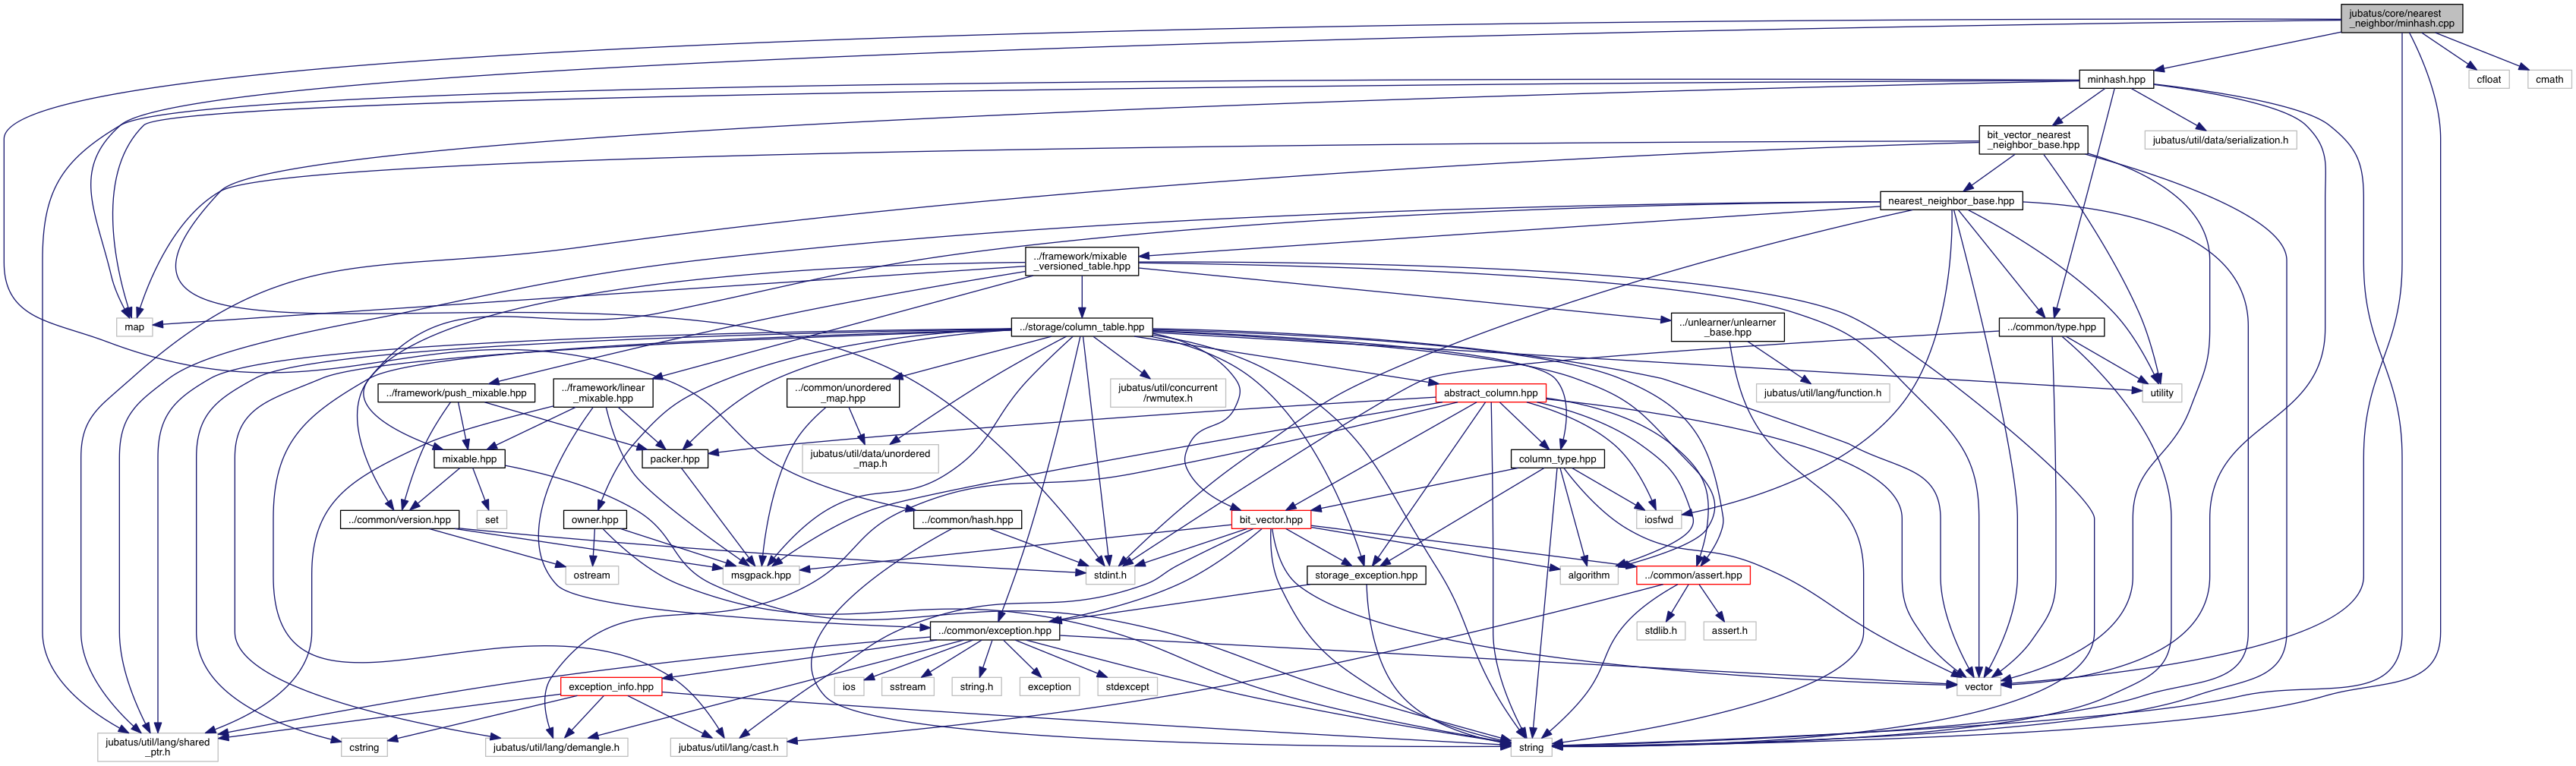 jubatus/core/nearest
_neighbor/minhash.cpp
minhash.hpp
cfloat
cmath
bit_vector_nearest
_neighbor_base.hpp
jubatus/util/data/serialization.h
nearest_neighbor_base.hpp
../framework/mixable
_versioned_table.hpp
map
../storage/column_table.hpp
../unlearner/unlearner
_base.hpp
../common/type.hpp
../framework/push_mixable.hpp
../framework/linear
_mixable.hpp
../common/unordered
_map.hpp
jubatus/util/concurrent
/rwmutex.h
abstract_column.hpp
jubatus/util/lang/function.h
utility
mixable.hpp
packer.hpp
jubatus/util/data/unordered
_map.h
column_type.hpp
../common/version.hpp
set
owner.hpp
../common/hash.hpp
bit_vector.hpp
iosfwd
ostream
msgpack.hpp
stdint.h
storage_exception.hpp
algorithm
../common/assert.hpp
../common/exception.hpp
stdlib.h
assert.h
exception_info.hpp
ios
sstream
string.h
exception
stdexcept
vector
jubatus/util/lang/shared
_ptr.h
cstring
jubatus/util/lang/demangle.h
jubatus/util/lang/cast.h
string